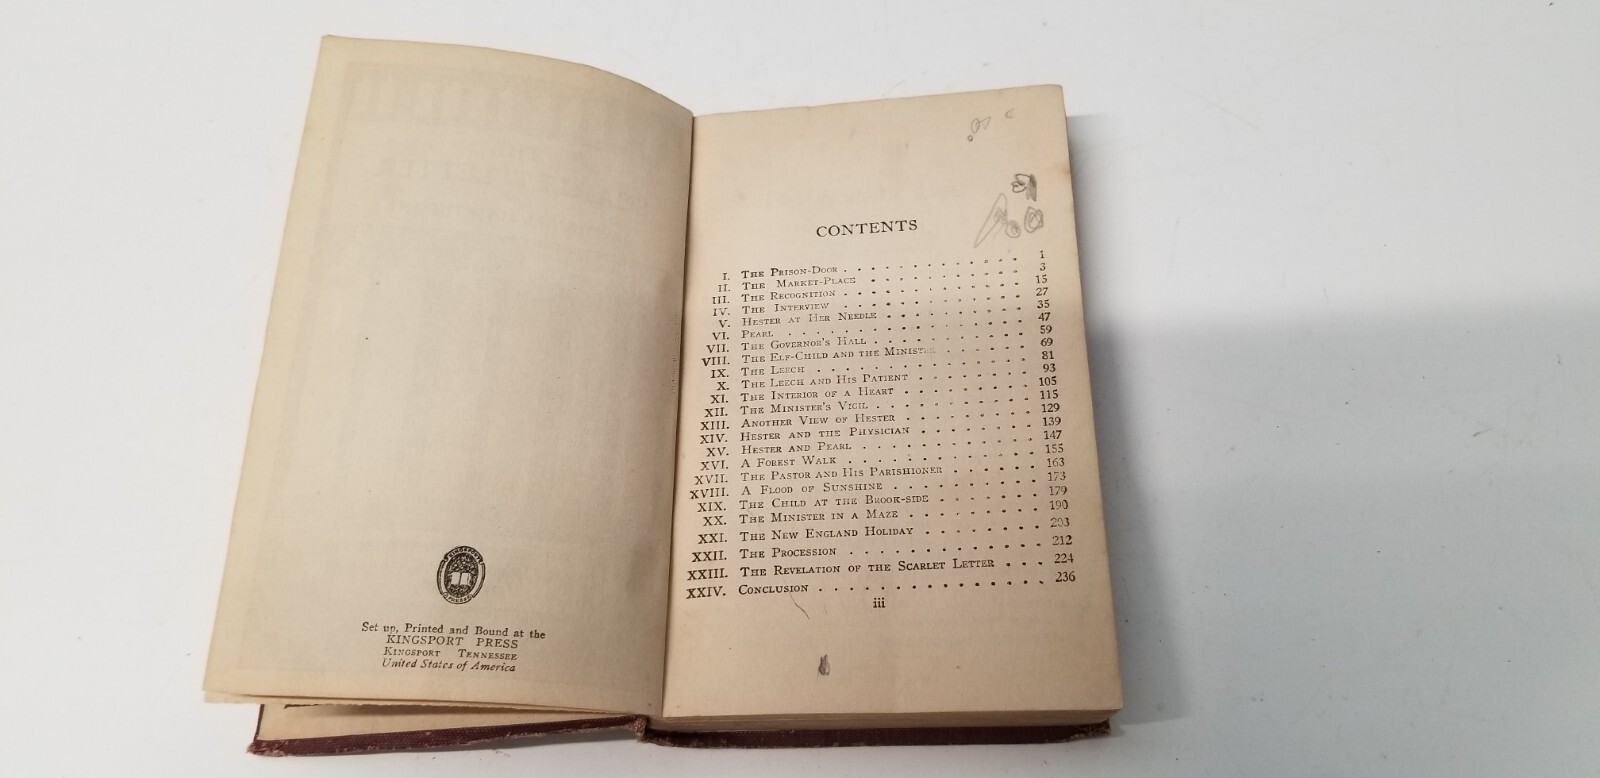 Set up, Printed and Bound at the
KINGSPORT PRESS
KINGSPORT TENNESSEE
United States of America
CONTENTS
I. THE PRISON-DOOR . . . . . . . . . . 1
II. THE MARKET-PLACE . . . . . . . . . . 3
III. THE RECOGNITION . . . . . . . . . . 15
IV. THE INTERVIEW . . . . . . . . . . 27
V. HESTER AT HER NEEDLE . . . . . . . . 35
VI. PEARL . . . . . . . . . . . . . 47
VII. THE GOVERNOR'S HALL . . . . . . . . 59
VIII. THE ELF-CHILD AND THE MINISTER . . . . . . 69
IX. THE LEECH . . . . . . . . . . . 81
X. THE LEECH AND HIS PATIENT . . . . . . . 93
XI. THE INTERIOR OF A HEART . . . . . . . 105
XII. THE MINISTER'S VIGIL . . . . . . . . 115
XIII. ANOTHER VIEW OF HESTER . . . . . . . 129
XIV. HESTER AND THE PHYSICIAN . . . . . . . 139
XV. HESTER AND PEARL . . . . . . . . . 147
XVI. A FOREST WALK . . . . . . . . . . 155
XVII. THE PASTOR AND HIS PARISHIONER . . . . . 163
XVIII. A FLOOD OF SUNSHINE . . . . . . . . 173
XIX. THE CHILD AT THE BROOK-SIDE . . . . . . 179
XX. THE MINISTER IN A MAZE . . . . . . . 190
XXI. THE NEW ENGLAND HOLIDAY . . . . . . . 203
XXII. THE PROCESSION . . . . . . . . . . 212
XXIII. THE REVELATION OF THE SCARLET LETTER . . . 224
XXIV. CONCLUSION . . . . . . . . . . . . 236
iii